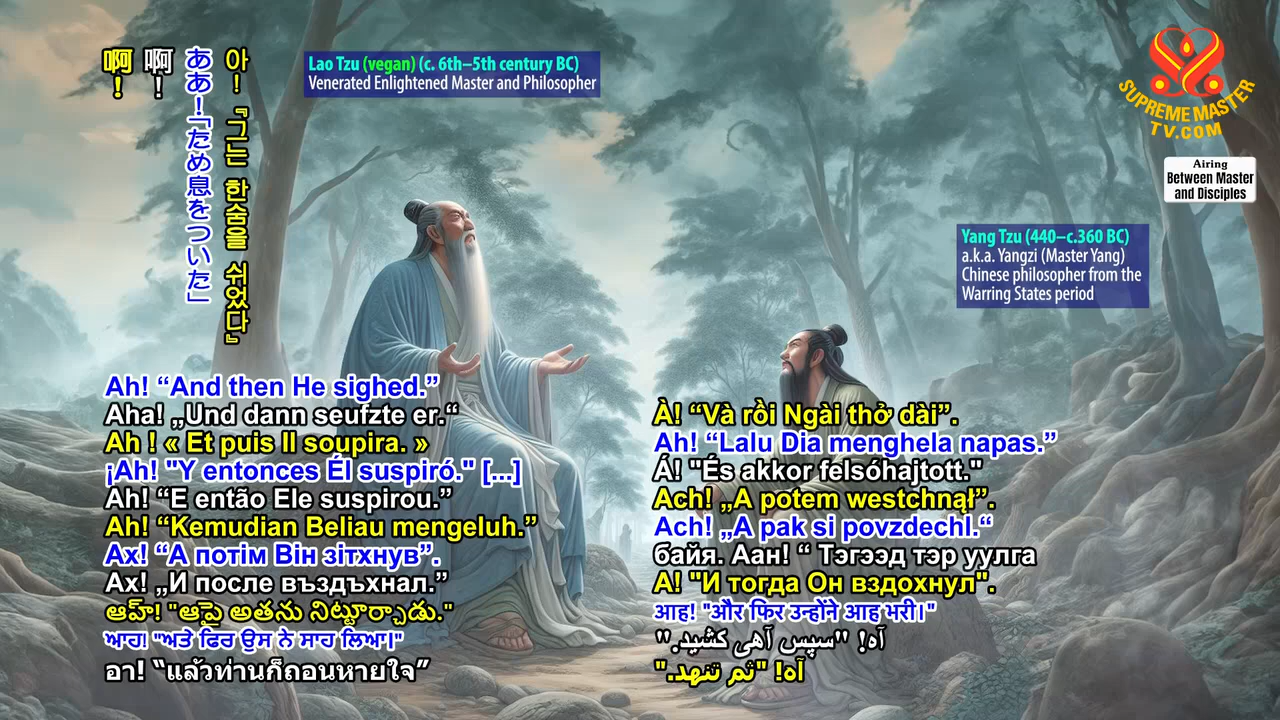 啊！
啊！
ああ！「ため息をついた」
아！『그는 한숨을 쉬었다』
Lao Tzu (vegan) (c. 6th–5th century BC)
Venerated Enlightened Master and Philosopher
SUPREME MASTER
TV.COM
Airing
Between Master
and Disciples
Yang Tzu (440–c.360 BC)
a.k.a. Yangzi (Master Yang)
Chinese philosopher from the
Warring States period
Ah! “And then He sighed.”
Aha! „Und dann seufzte er.“
Ah ! « Et puis Il soupira. »
¡Ah! "Y entonces Él suspiró." [...]
Ah! “E então Ele suspirou.”
Ah! “Kemudian Beliau mengeluh.”
Ах! “А потім Він зітхнув”.
Ах! „И после въздъхнал.”
ఆహ్! "ఆపై అతను నిట్టూర్చాడు."
ਆਹ! "ਅਤੇ ਫਿਰ ਉਸ ਨੇ ਸਾਹ ਲਿਆ।"
อา! “แล้วท่านก็ถอนหายใจ”
À! “Và rồi Ngài thở dài”.
Ah! “Lalu Dia menghela napas.”
Á! "És akkor felsóhajtott."
Ach! „A potem westchnął”.
Ach! „A pak si povzdechl.“
байя. Аан! “ Тэгээд тэр уулга
А! "И тогда Он вздохнул".
आह! "और फिर उन्होंने आह भरी।"
آه! "سپس آهی کشید."
آه! "ثم تنهد."